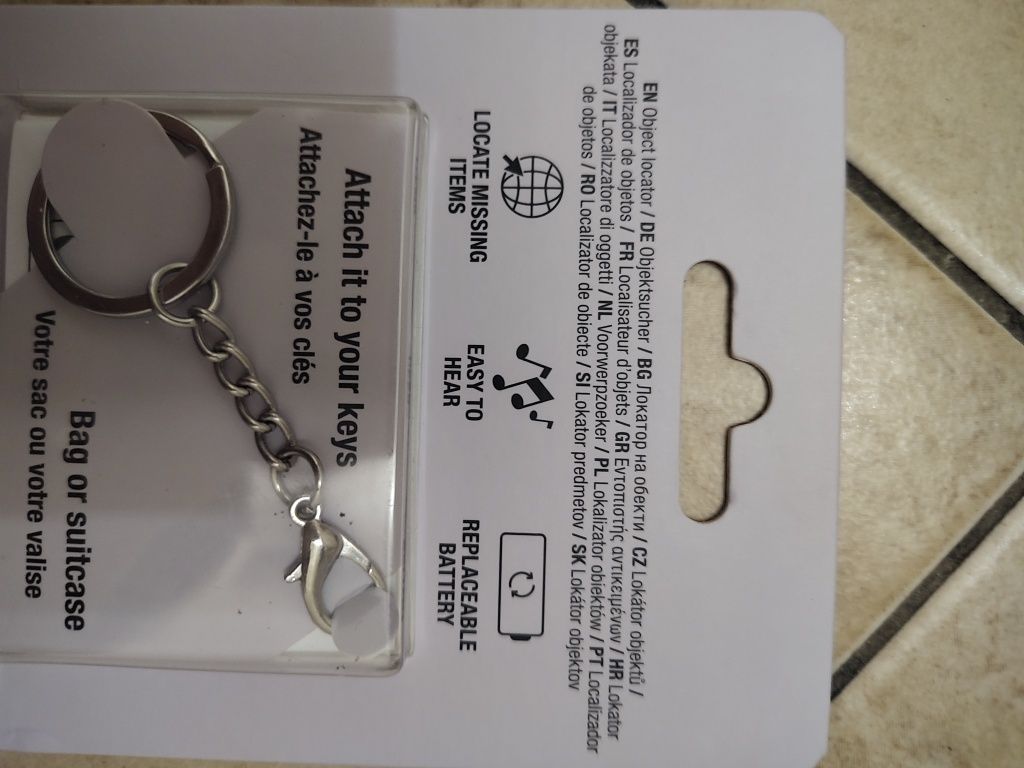 EN Object locator / DE Objektsucher / BG Локатор на обекти / CZ Lokátor objektů /
ES Localizador de objetos / FR Localisateur d'objets / GR Εντοπιστής αντικειμένων / HR Lokator
objekata / IT Localizzatore di oggetti / NL Voorwerpzoeker / PL Lokalizator obiektów / PT Localizador
de objetos / RO Localizator de obiecte / SI Lokator predmetov / SK Lokátor objektov
LOCATE MISSING
ITEMS
EASY TO
HEAR
REPLACEABLE
BATTERY
Attach it to your keys
Attachez-le à vos clés
Bag or suitcase
Votre sac ou votre valise